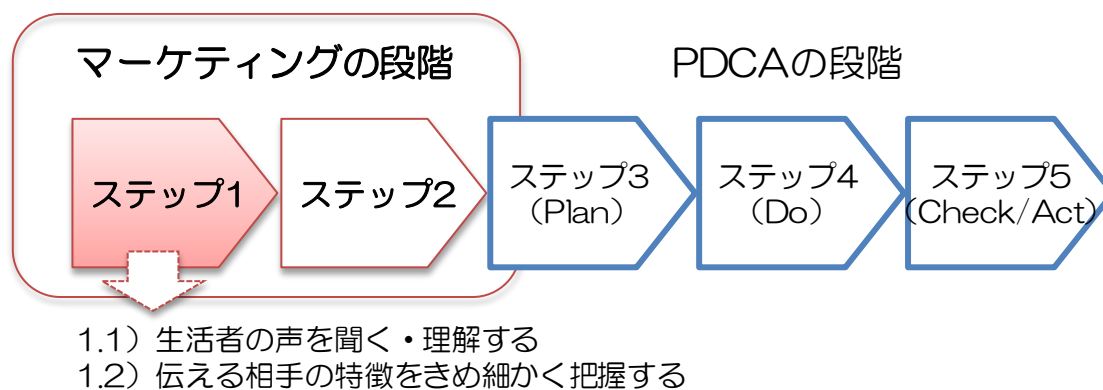 マーケティングの段階
PDCAの段階
ステップ1
ステップ2
ステップ3
（Plan）
ステップ4
（Do）
ステップ5
（Check/Act）
1.1）生活者の声を聞く・理解する
1.2）伝える相手の特徴をきめ細かく把握する